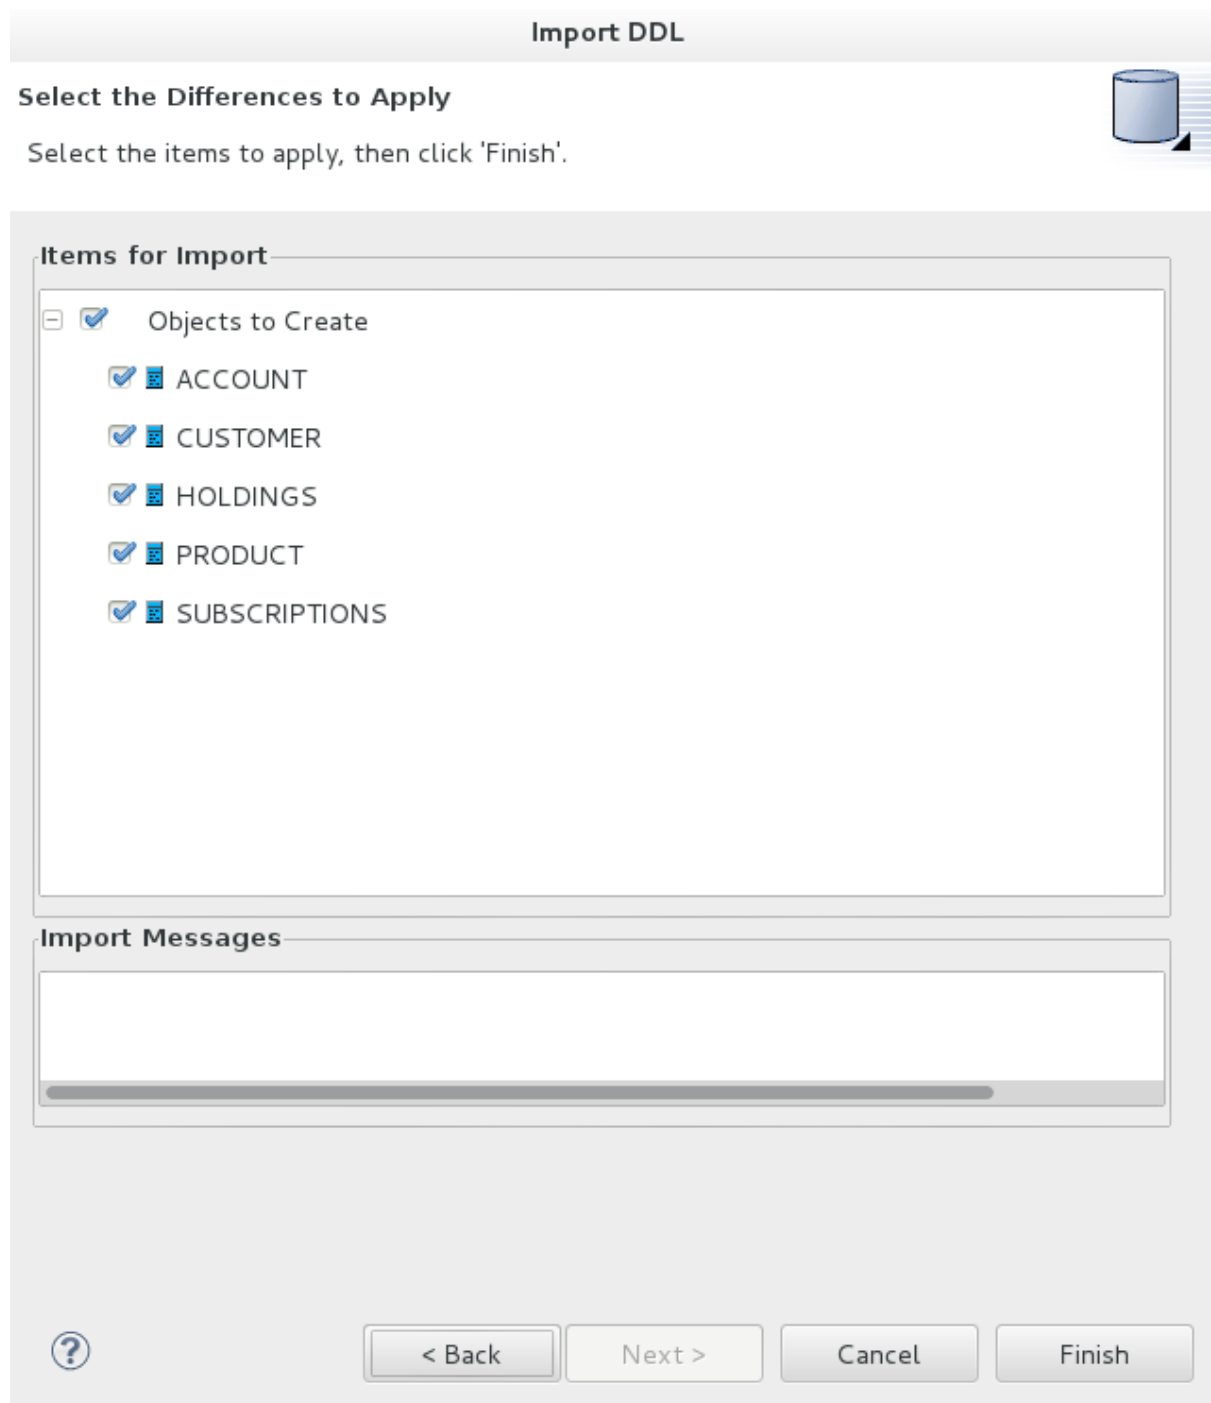 Import DDL
Select the Differences to Apply
Select the items to apply, then click 'Finish'.
Items for Import
Objects to Create
ACCOUNT
CUSTOMER
HOLDINGS
PRODUCT
SUBSCRIPTIONS
Import Messages
?
< Back
Next >
Cancel
Finish